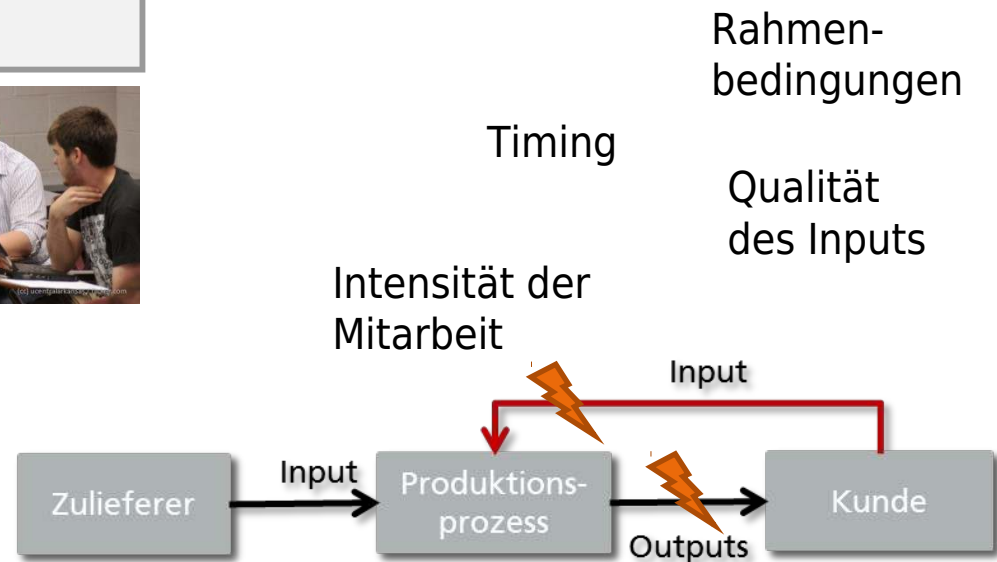 Rahmen-
bedingungen
Timing
Qualität
des Inputs
Intensität der
Mitarbeit
Input
Zulieferer
Input
Produktions-
prozess
Outputs
Kunde